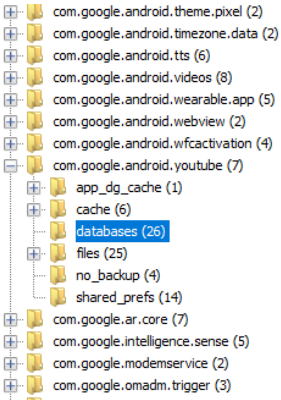 com.google.android.theme.pixel (2)
com.google.android.timezone.data (2)
com.google.android.tts (6)
com.google.android.videos (8)
com.google.android.wearable.app (5)
com.google.android.webview (2)
com.google.android.wfcactivation (4)
com.google.android.youtube (7)
app_dg_cache (1)
cache (6)
databases (26)
files (25)
no_backup (4)
shared_prefs (14)
com.google.ar.core (7)
com.google.intelligence.sense (5)
com.google.modemservice (2)
com.google.omadm.trigger (3)